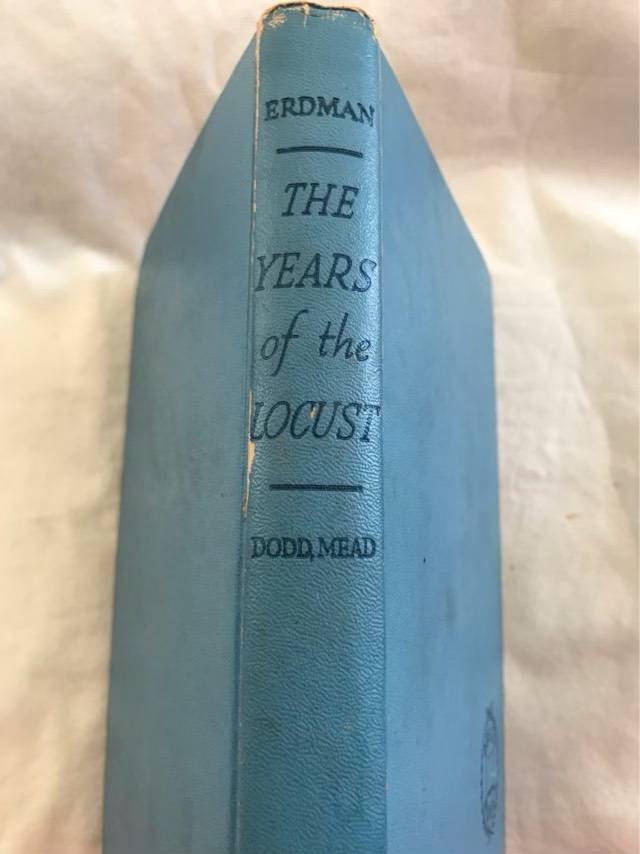 ERDMAN
THE
YEARS
of the
LOCUST
DODD, MEAD